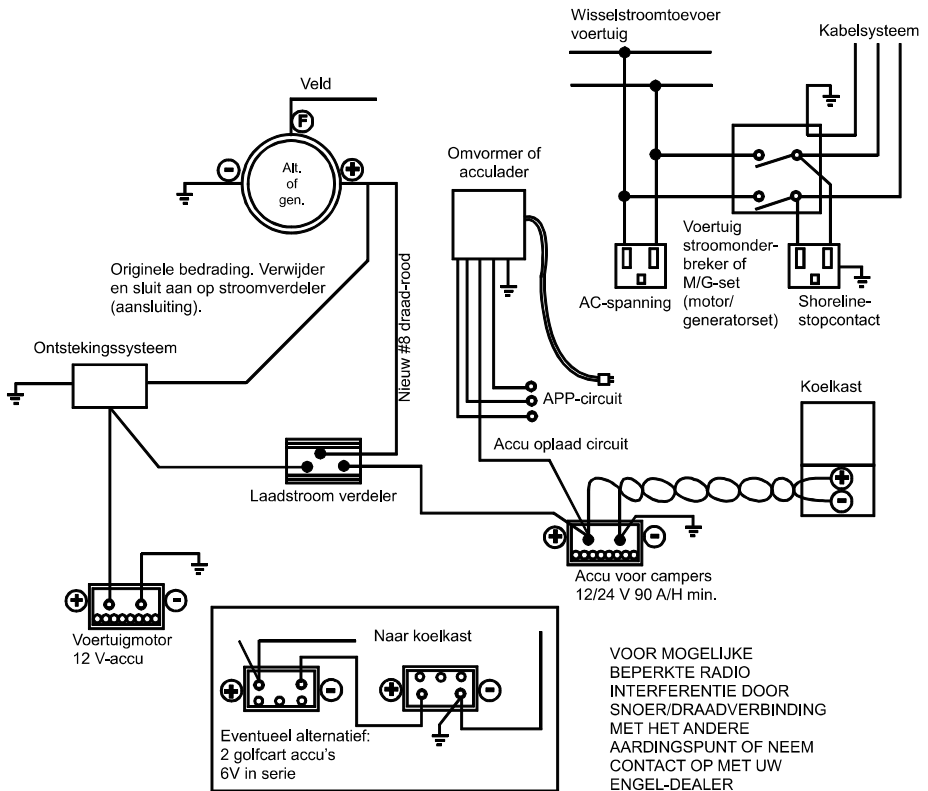 Wisselstroomtoevoer
voertuig
Kabelsysteem
Veld
F
Alt.
of
gen.
Omvormer of
acculader
Originele bedrading. Verwijder
en sluit aan op stroomverdeler
(aansluiting).
Nieuw #8 draad-rood
AC-spanning
Voertuig
stroomonder-
breker of
M/G-set
(motor/
generatorset)
Shoreline-
stopcontact
Ontstekingssysteem
APP-circuit
Koelkast
Accu oplaad circuit
Laadstroom verdeler
Accu voor campers
12/24 V 90 A/H min.
Voertuigmotor
12 V-accu
Naar koelkast
Eventueel alternatief:
2 golfcart accu's
6V in serie
VOOR MOGELIJKE
BEPERKTE RADIO
INTERFERENTIE DOOR
SNOER/DRAADVERBINDING
MET HET ANDERE
AARDINGSPUNT OF NEEM
CONTACT OP MET UW
ENGEL-DEALER